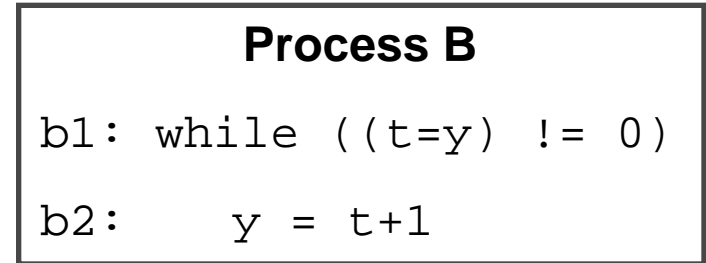 Process B
b1: while ((t=y) != 0)
b2:   y = t+1